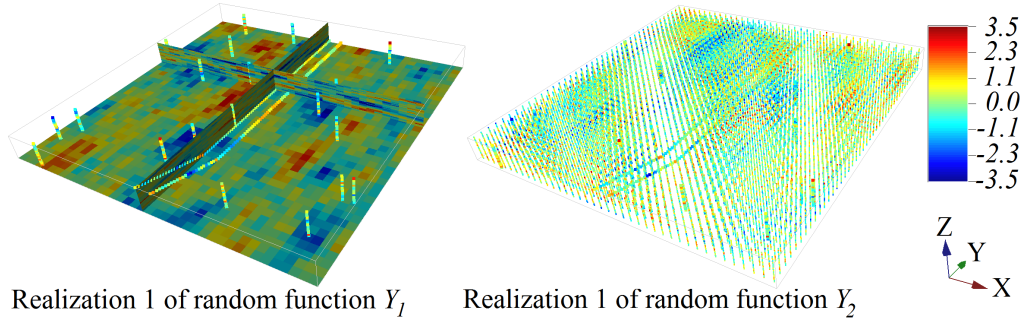 3.5
2.3
1.1
0.0
-1.1
-2.3
-3.5
Z
Y
X
Realization 1 of random function Y1
Realization 1 of random function Y2